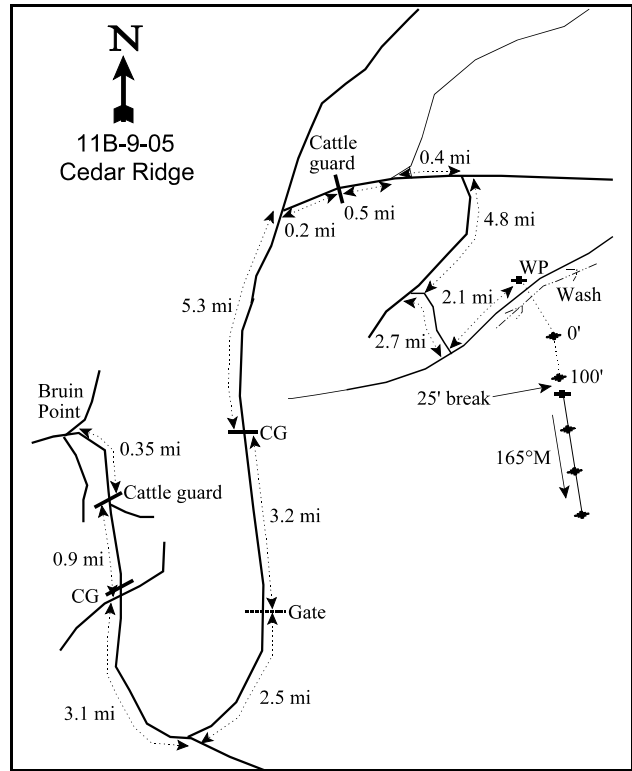 N
11B-9-05
Cedar Ridge
Cattle
guard
0.4 mi
0.5 mi
0.2 mi
4.8 mi
WP
5.3 mi
2.1 mi
Wash
2.7 mi
0'
Bruin
Point
100'
25' break
CG
0.35 mi
165°M
Cattle guard
3.2 mi
0.9 mi
CG
Gate
3.1 mi
2.5 mi